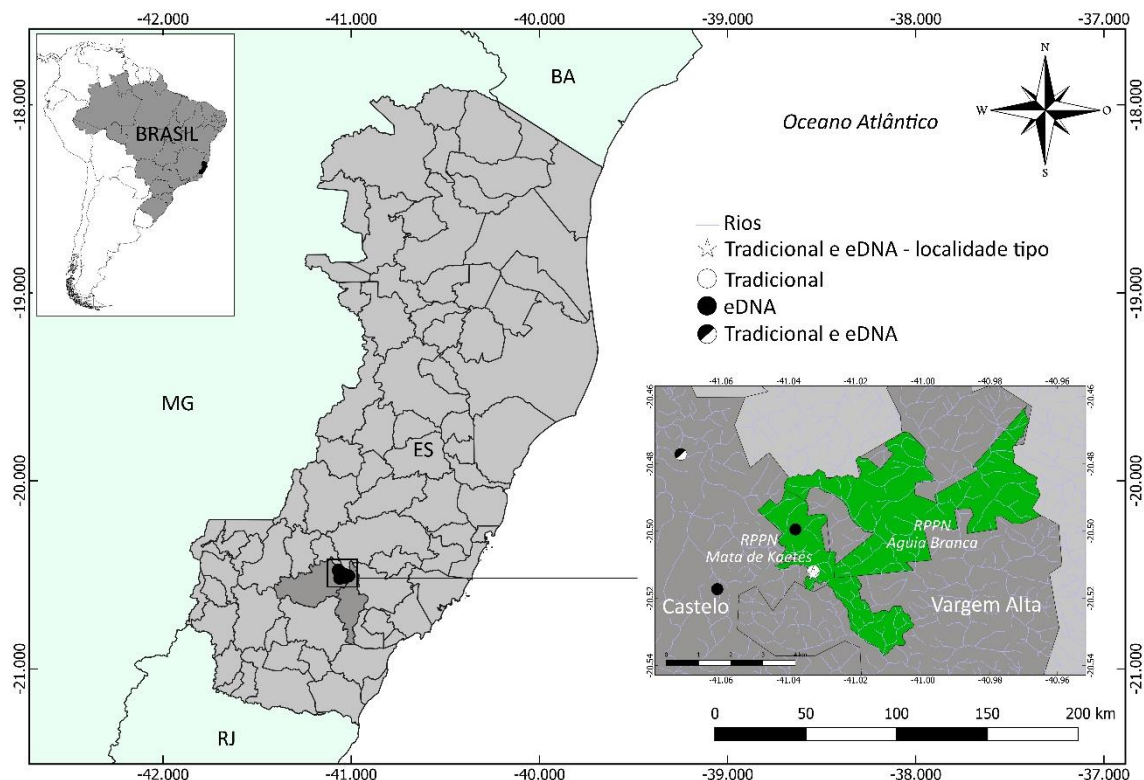 -42.000 -41.000 -40.000 -39.000 -38.000 -37.000
BRASIL
BA
Oceano Atlântico
N
W
O
S
-18.000
-18.000
Rios
Tradicional e eDNA - localidade tipo
Tradicional
eDNA
Tradicional e eDNA
-19.000
-19.000
MG
ES
-20.000
-20.000
-41.06 -41.04 -41.02 -41.00 -40.98 -40.96
-20.46
-20.46
-20.48
-20.48
-20.50
-20.50
RPPN
Mata de Kaetés
RPPN
Águia Branca
-20.52
-20.52
Castelo
Vargem Alta
-20.54
-20.54
0 1 2 3 4 km
-41.06 -41.04 -41.02 -41.00 -40.98 -40.96
-21.000
-21.000
RJ
0 50 100 150 200 km
-42.000 -41.000 -40.000 -39.000 -38.000 -37.000